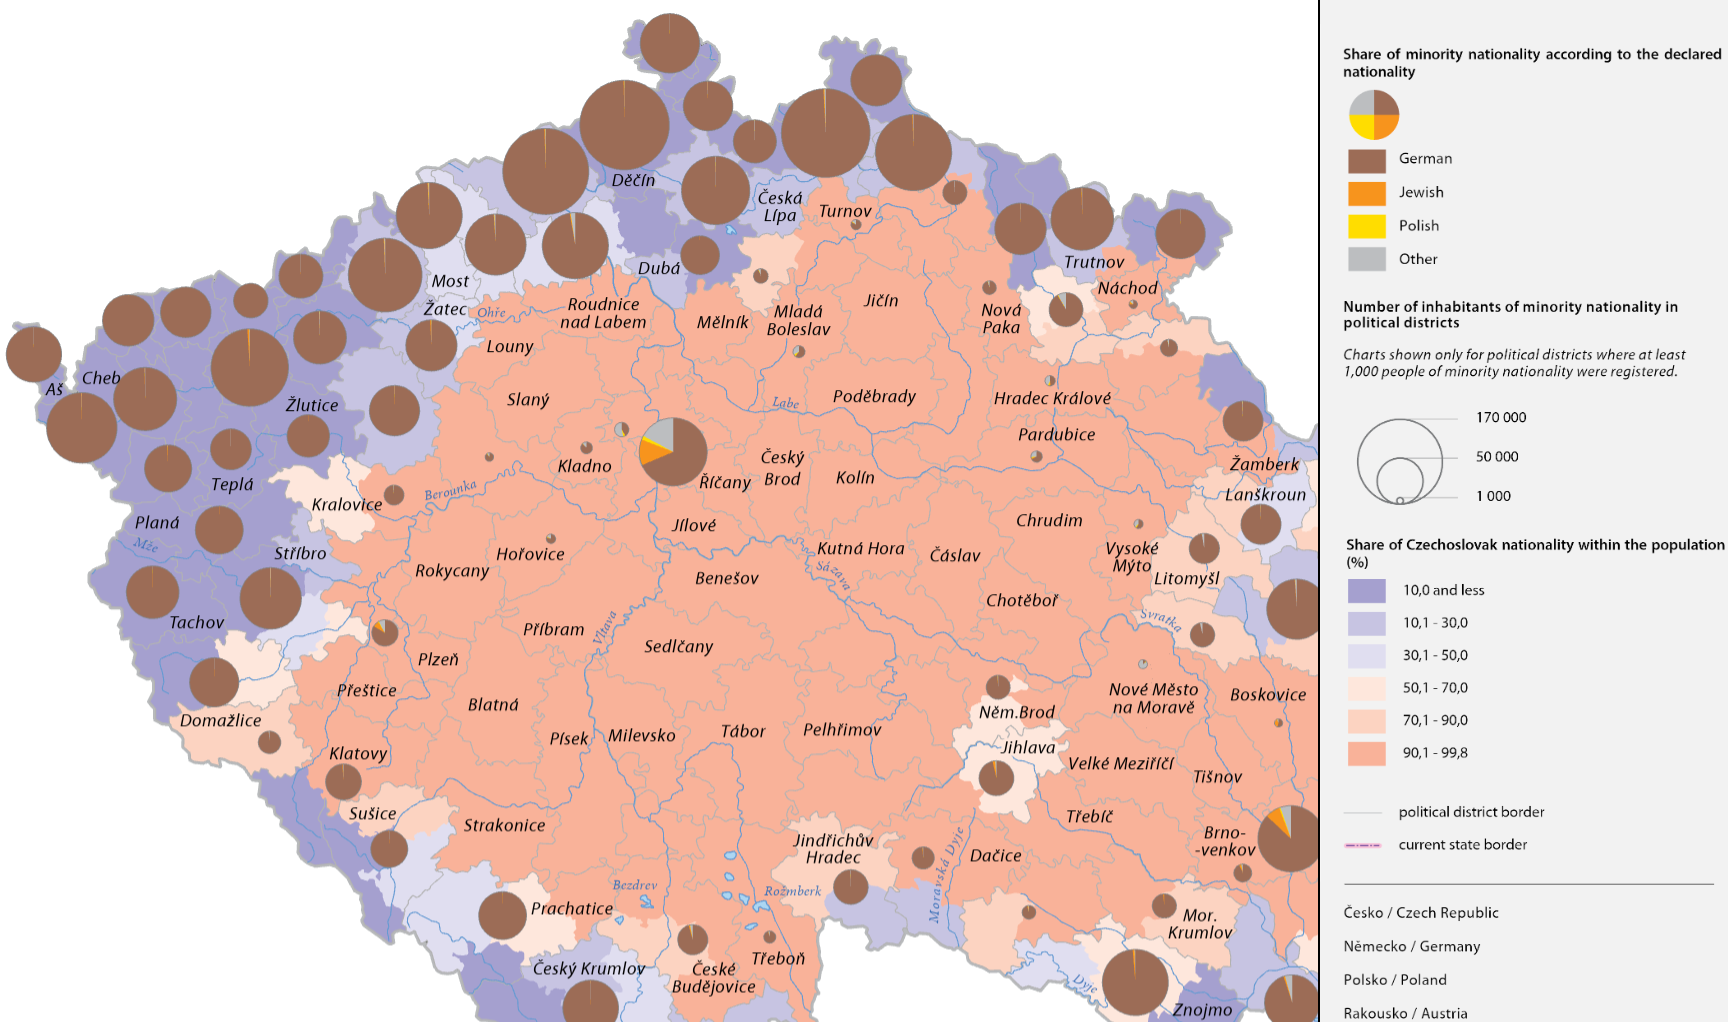 Děčín
Česká
Lípa
Turnov
Dubá
Trutnov
Most
Žatec
Ohře
Roudnice
nad Labem
Mělník
Mladá
Boleslav
Jičín
Nová
Paka
Náchod
Louny
Aš
Cheb
Žlutice
Slaný
Labe
Poděbrady
Hradec Králové
Pardubice
Kladno
Říčany
Český
Brod
Kolín
Žamberk
Lanškroun
Teplá
Kralovice
Berounka
Planá
Mže
Stříbro
Jílové
Chrudim
Hořovice
Kutná Hora
Čáslav
Vysoké
Mýto
Rokycany
Benešov
Sázava
Litomyšl
Chotěboř
Tachov
Příbram
Vltava
Svratka
Sedlčany
Plzeň
Přeštice
Blatná
Nové Město
na Moravě
Boskovice
Domažlice
Něm.Brod
Klatovy
Písek
Milevsko
Tábor
Pelhřimov
Jihlava
Velké Meziříčí
Tišnov
Sušice
Strakonice
Třebíč
Jindřichův
Hradec
Brno-
-venkov
Dačice
Moravská Dyje
Bezdrev
Rožmberk
Prachatice
Mor.
Krumlov
Český Krumlov
České
Budějovice
Třeboň
Dyje
Znojmo
Share of minority nationality according to the declared
nationality
German
Jewish
Polish
Other
Number of inhabitants of minority nationality in
political districts
Charts shown only for political districts where at least
1,000 people of minority nationality were registered.
170 000
50 000
1 000
Share of Czechoslovak nationality within the population
(%)
10,0 and less
10,1 - 30,0
30,1 - 50,0
50,1 - 70,0
70,1 - 90,0
90,1 - 99,8
political district border
current state border
Česko / Czech Republic
Německo / Germany
Polsko / Poland
Rakousko / Austria